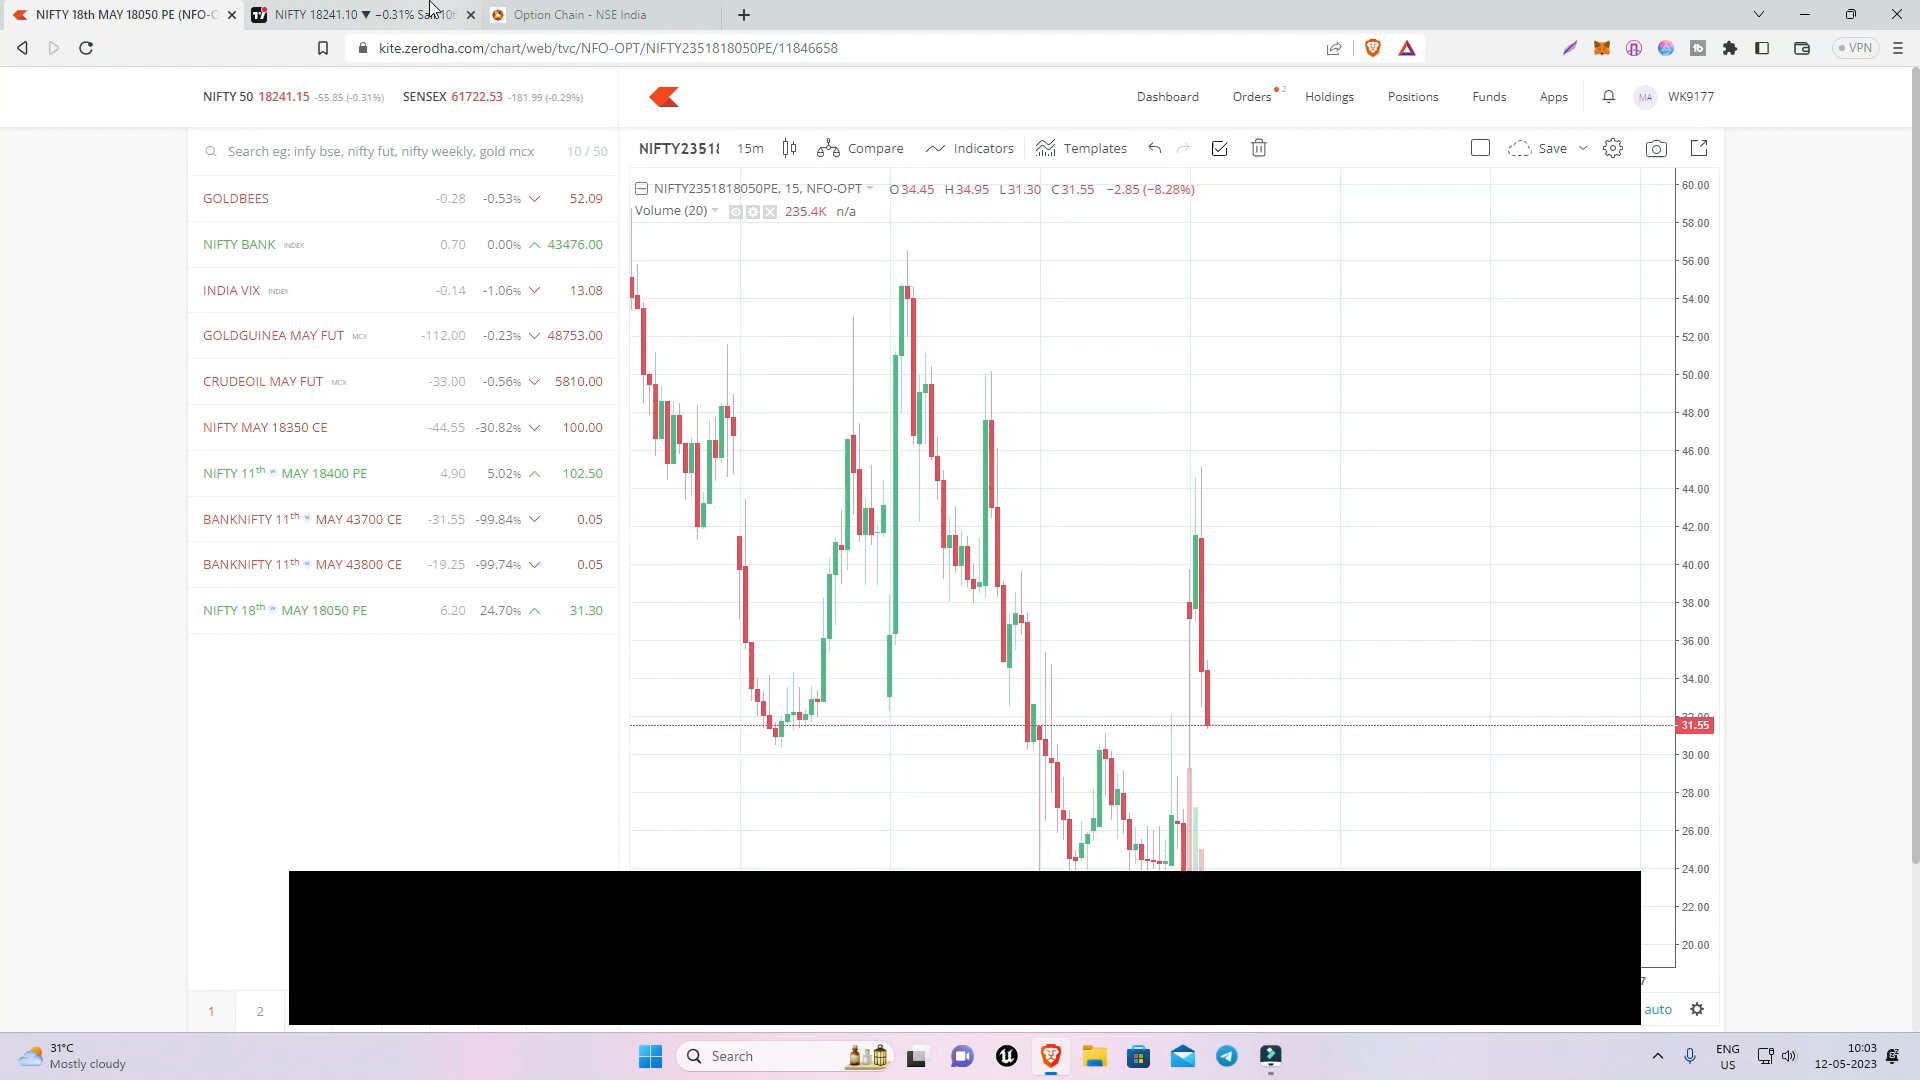 NIFTY 18th MAY 18050 PE (NFO-O
NIFTY 18241.10 ▼ −0.31%
Option Chain - NSE India
kite.zerodha.com/chart/web/tvc/NFO-OPT/NIFTY2351818050PE/11846658
VPN
NIFTY 50 18241.15 -55.85 (-0.31%) SENSEX 61722.53 -181.99 (-0.29%)
Dashboard Orders 2 Holdings Positions Funds Apps MA WK9177
Search eg: infy bse, nifty fut, nifty weekly, gold mcx 10 / 50
NIFTY2351 15m Compare Indicators Templates Save
GOLDBEES -0.28 -0.53% 52.09
NIFTY BANK INDEX 0.70 0.00% 43476.00
INDIA VIX INDEX -0.14 -1.06% 13.08
GOLDGUINEA MAY FUT MCX -112.00 -0.23% 48753.00
CRUDEOIL MAY FUT MCX -33.00 -0.56% 5810.00
NIFTY MAY 18350 CE -44.55 -30.82% 100.00
NIFTY 11th w MAY 18400 PE 4.90 5.02% 102.50
BANKNIFTY 11th w MAY 43700 CE -31.55 -99.84% 0.05
BANKNIFTY 11th w MAY 43800 CE -19.25 -99.74% 0.05
NIFTY 18th w MAY 18050 PE 6.20 24.70% 31.30
1 2
NIFTY2351818050PE, 15, NFO-OPT O34.45 H34.95 L31.30 C31.55 −2.85 (−8.28%)
Volume (20) 235.4K n/a
60.00
58.00
56.00
54.00
52.00
50.00
48.00
46.00
44.00
42.00
40.00
38.00
36.00
34.00
32.00
31.55
30.00
28.00
26.00
24.00
22.00
20.00
auto
31°C
Mostly cloudy
Search
ENG
US
10:03
12-05-2023